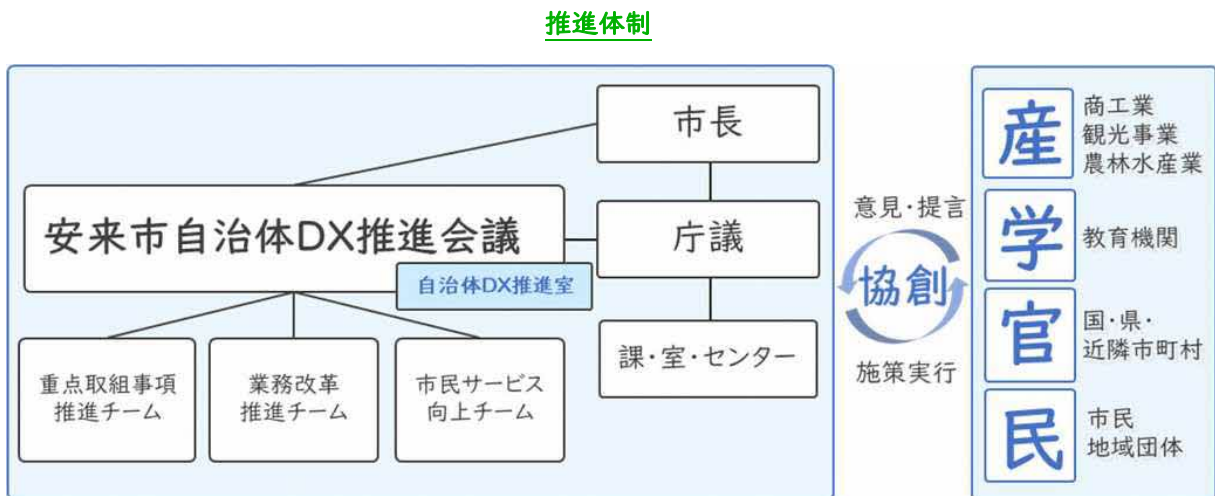 推進体制
市長
安来市自治体DX推進会議
庁議
自治体DX推進室
課・室・センター
重点取組事項
推進チーム
業務改革
推進チーム
市民サービス
向上チーム
意見・提言
協創
施策実行
産
商工業
観光事業
農林水産業
学
教育機関
官
国・県・
近隣市町村
民
市民
地域団体